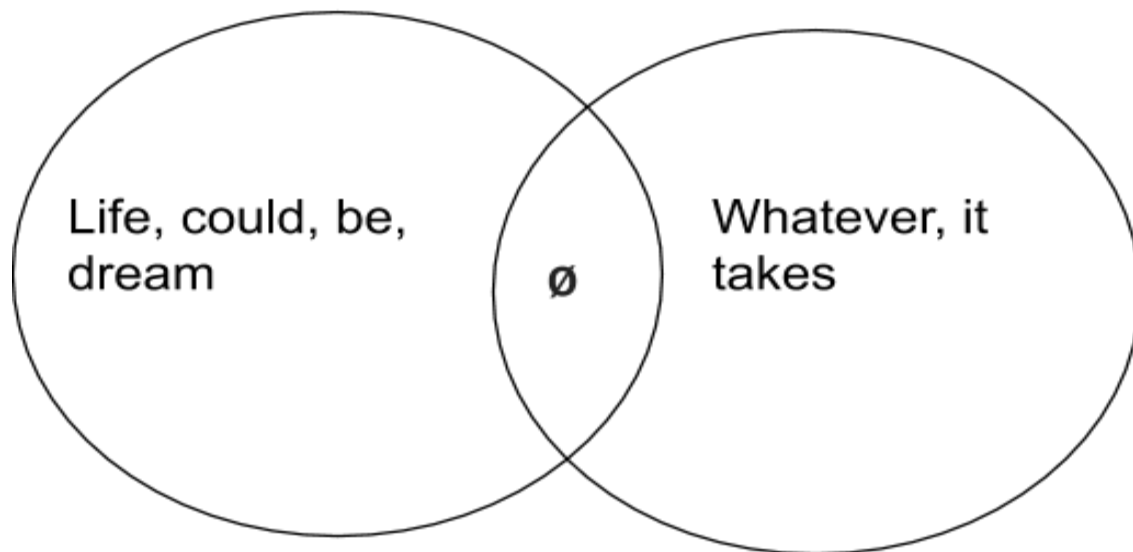 Life, could, be,
dream
ø
Whatever, it
takes